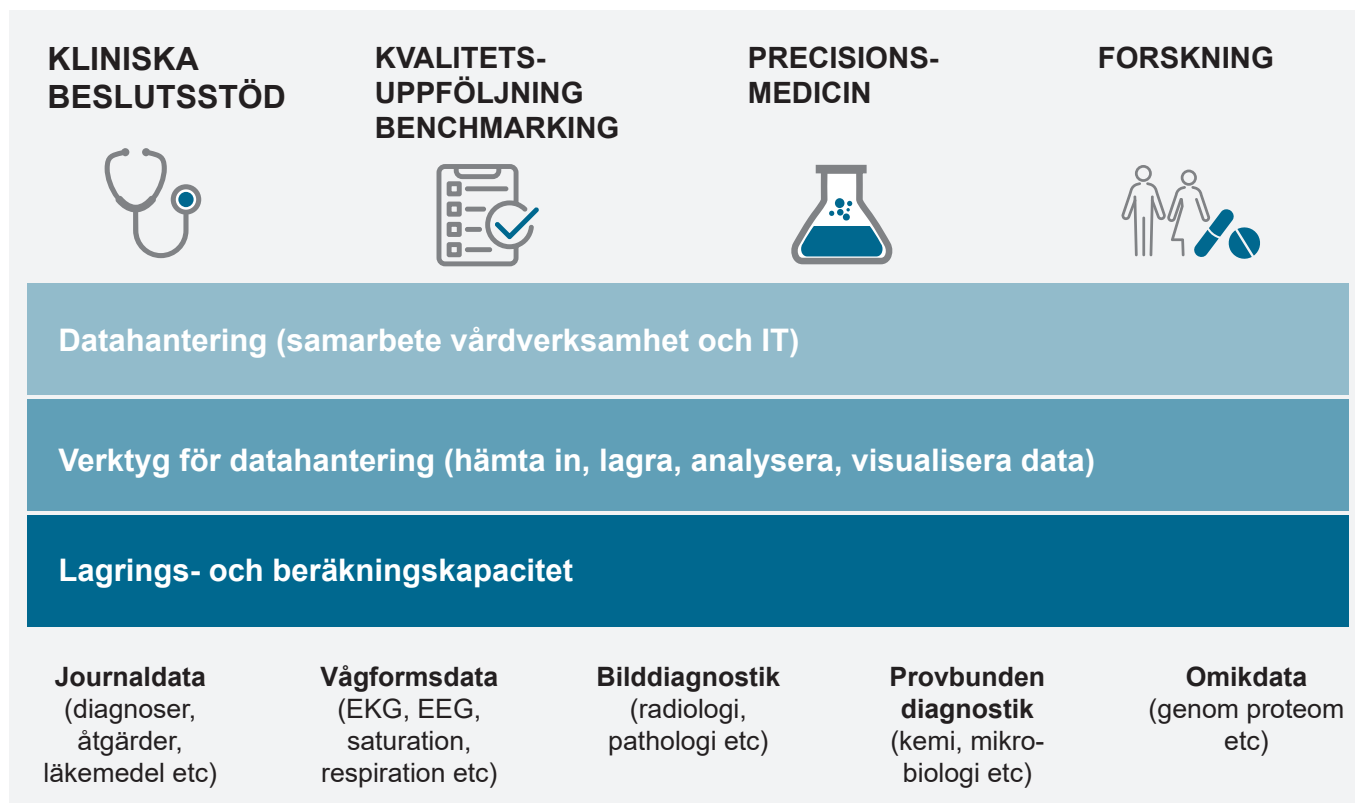 KLINISKA
BESLUTSSTÖD
KVALITETS-
UPPFÖLJNING
BENCHMARKING
PRECISIONS-
MEDICIN
FORSKNING
Datahantering (samarbete vårdverksamhet och IT)
Verktyg för datahantering (hämta in, lagra, analysera, visualisera data)
Lagrings- och beräkningskapacitet
Journaldata
(diagnoser,
åtgärder,
läkemedel etc)
Vågformsdata
(EKG, EEG,
saturation,
respiration etc)
Bilddiagnostik
(radiologi,
pathologi etc)
Provbunden
diagnostik
(kemi, mikro-
biologi etc)
Omikdata
(genom proteom
etc)